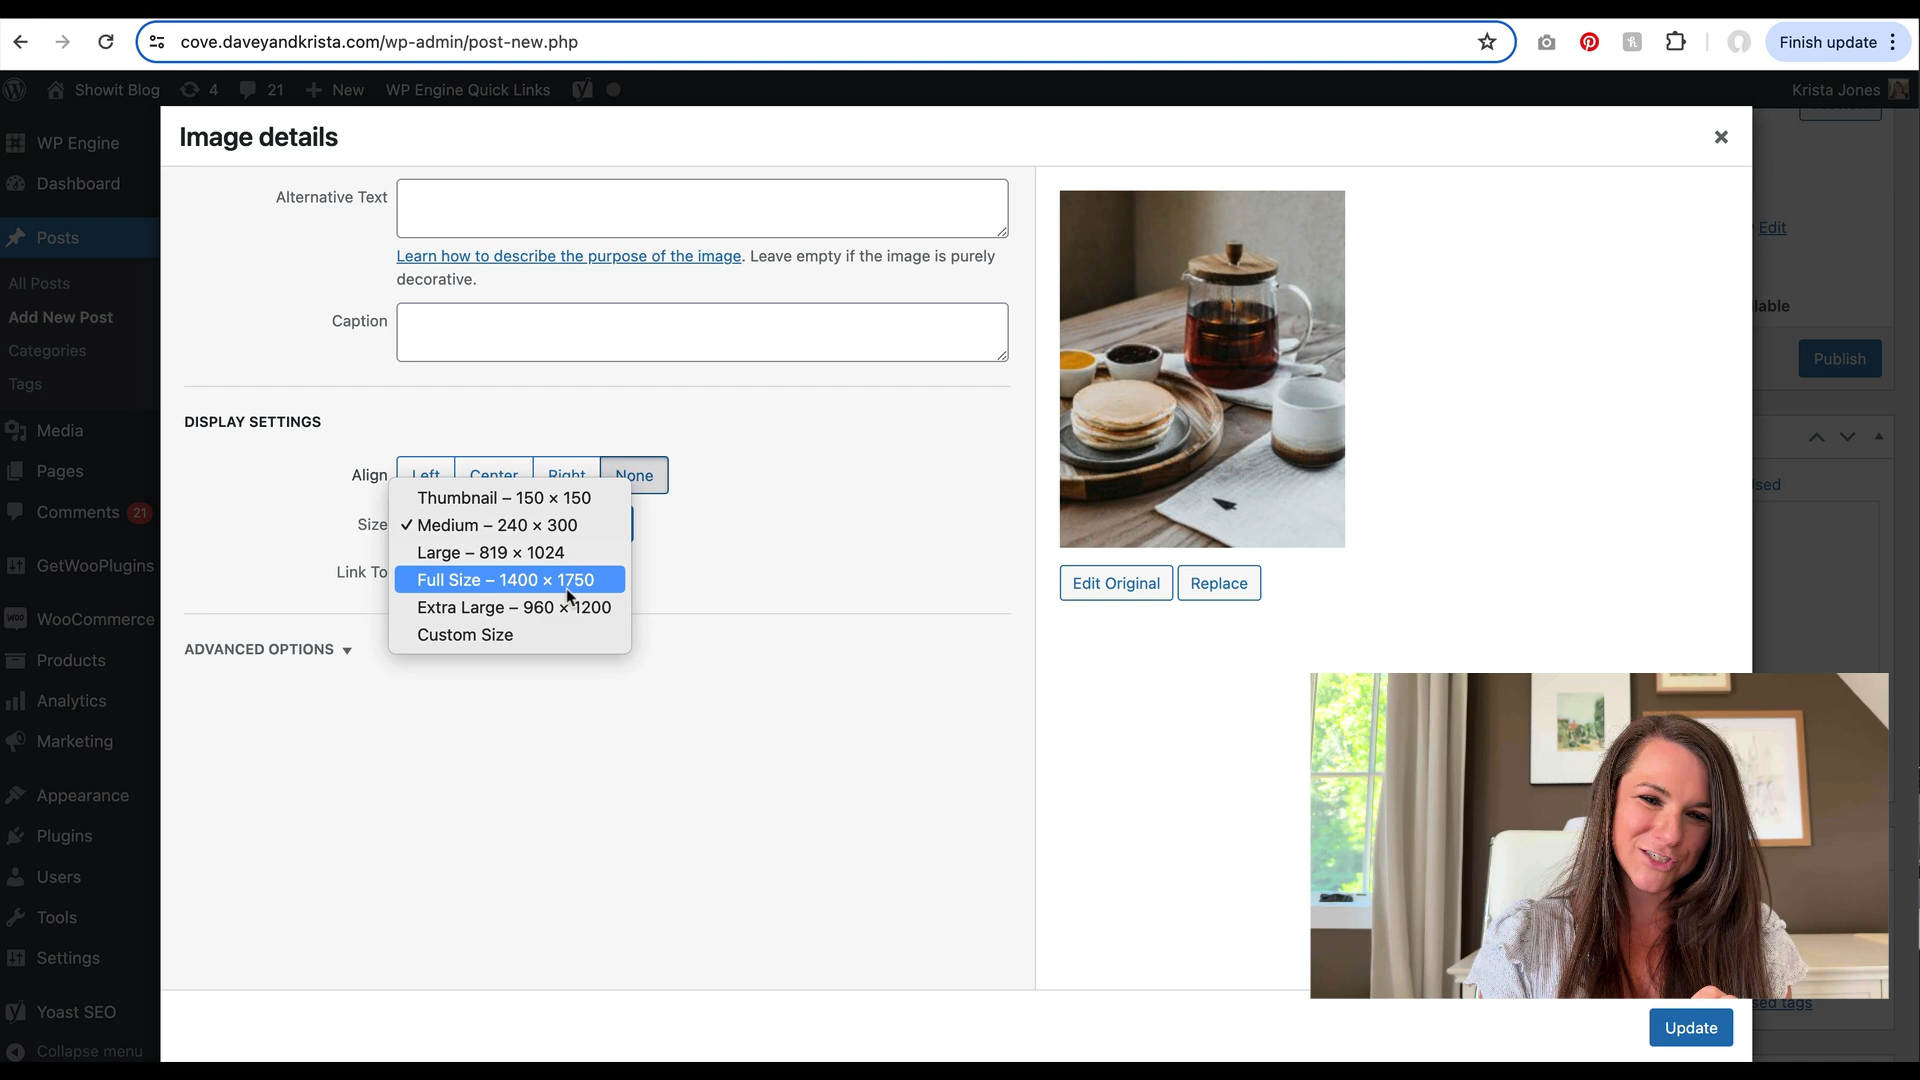 cove.daveyandkrista.com/wp-admin/post-new.php
Finish update
Showit Blog
4
21
New
WP Engine Quick Links
Krista Jones
WP Engine
Dashboard
Posts
All Posts
Add New Post
Categories
Tags
Media
Pages
Comments 21
GetWooPlugins
WooCommerce
Products
Analytics
Marketing
Appearance
Plugins
Users
Tools
Settings
Yoast SEO
Collapse menu
Image details
Alternative Text
Learn how to describe the purpose of the image. Leave empty if the image is purely
decorative.
Caption
DISPLAY SETTINGS
Align
Left
Center
Right
None
Size
Thumbnail – 150 × 150
✓ Medium – 240 × 300
Large – 819 × 1024
Full Size – 1400 × 1750
Extra Large – 960 × 1200
Custom Size
Link To
ADVANCED OPTIONS
Edit Original
Replace
Update
Edit
lable
Publish
sed
sed tags